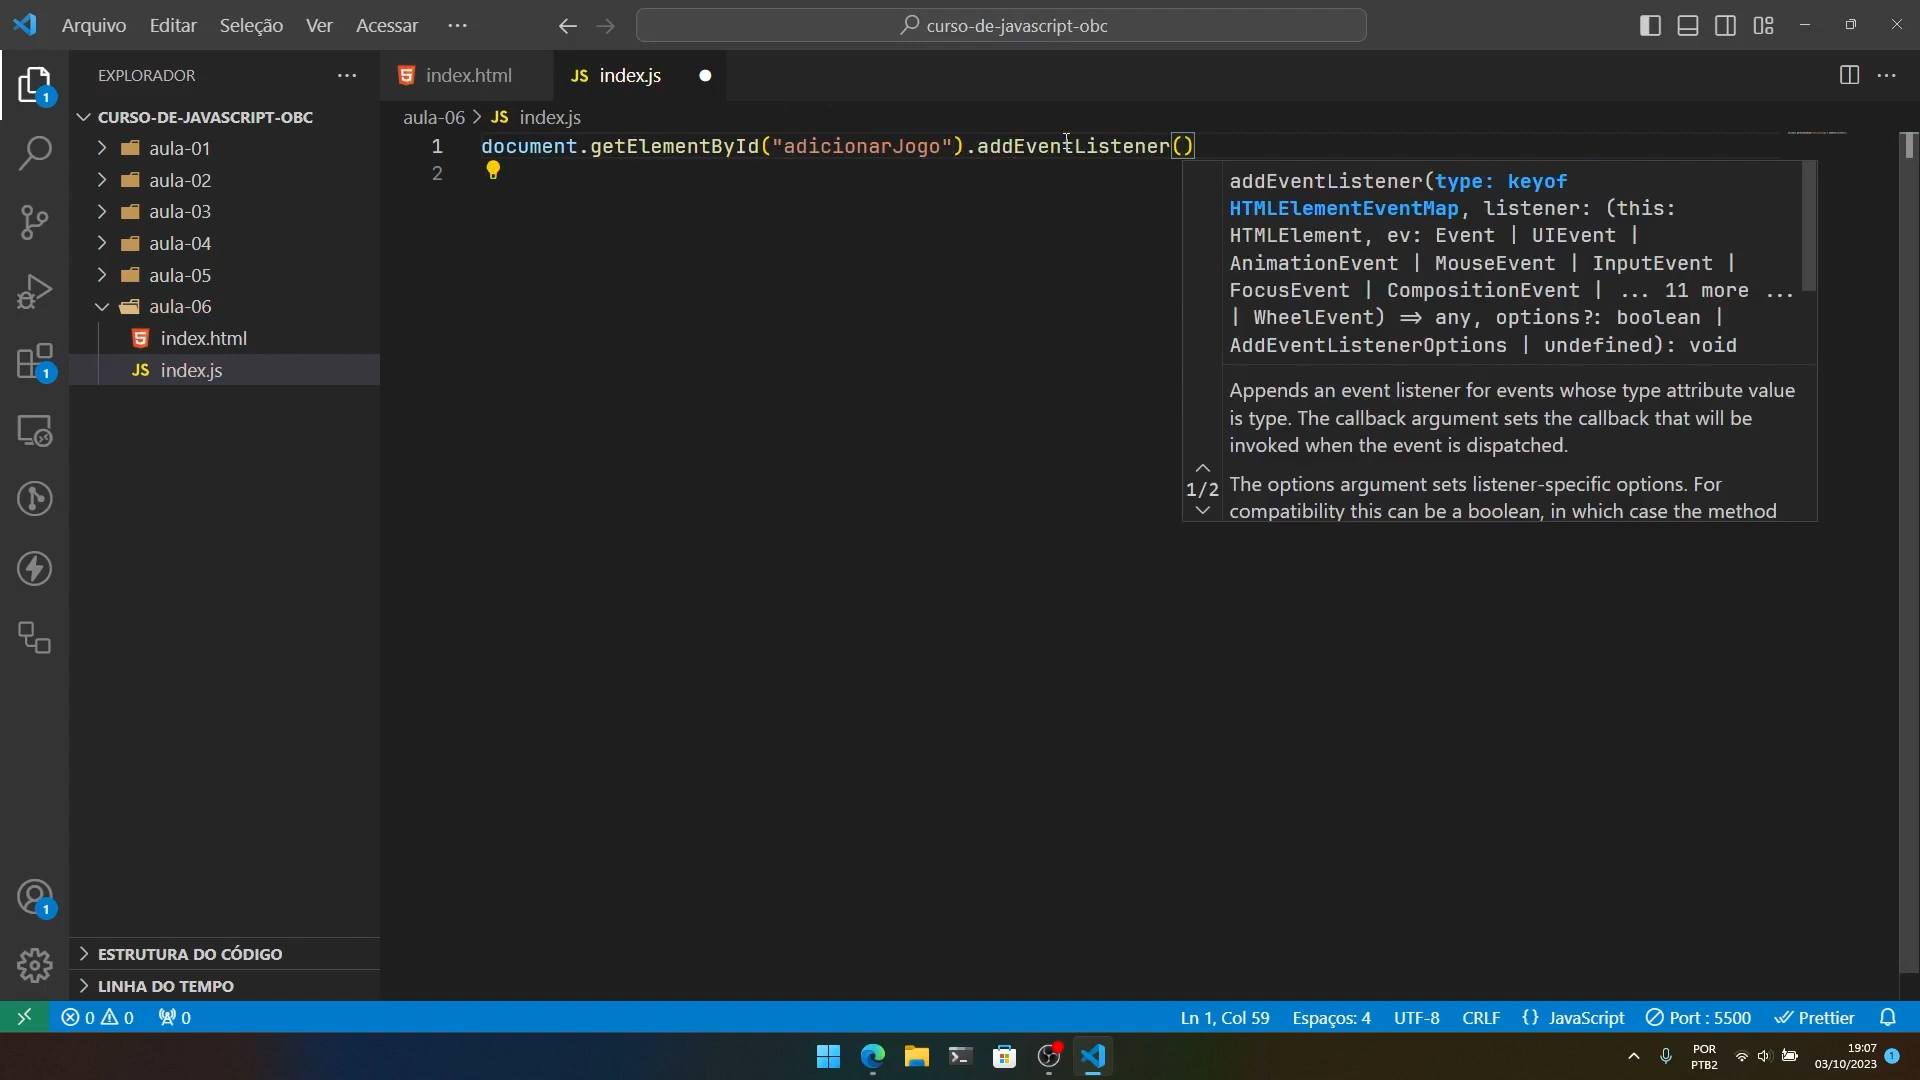 Arquivo Editar Seleção Ver Acessar ···
curso-de-javascript-obc
EXPLORADOR ···
index.html JS index.js
CURSO-DE-JAVASCRIPT-OBC
aula-01
aula-02
aula-03
aula-04
aula-05
aula-06
index.html
JS index.js
ESTRUTURA DO CÓDIGO
LINHA DO TEMPO
1
1
1
aula-06 > JS index.js
1 document.getElementById("adicionarJogo").addEventListener()
2
addEventListener(type: keyof
HTMLElementEventMap, listener: (this:
HTMLElement, ev: Event | UIEvent |
AnimationEvent | MouseEvent | InputEvent |
FocusEvent | CompositionEvent | ... 11 more ...
| WheelEvent) => any, options?: boolean |
AddEventListenerOptions | undefined): void
Appends an event listener for events whose type attribute value
is type. The callback argument sets the callback that will be
invoked when the event is dispatched.
1/2
The options argument sets listener-specific options. For
compatibility this can be a boolean, in which case the method
0 0 0 Ln 1, Col 59 Espaços: 4 UTF-8 CRLF {} JavaScript Port : 5500 Prettier
POR
PTB2
19:07
03/10/2023
1